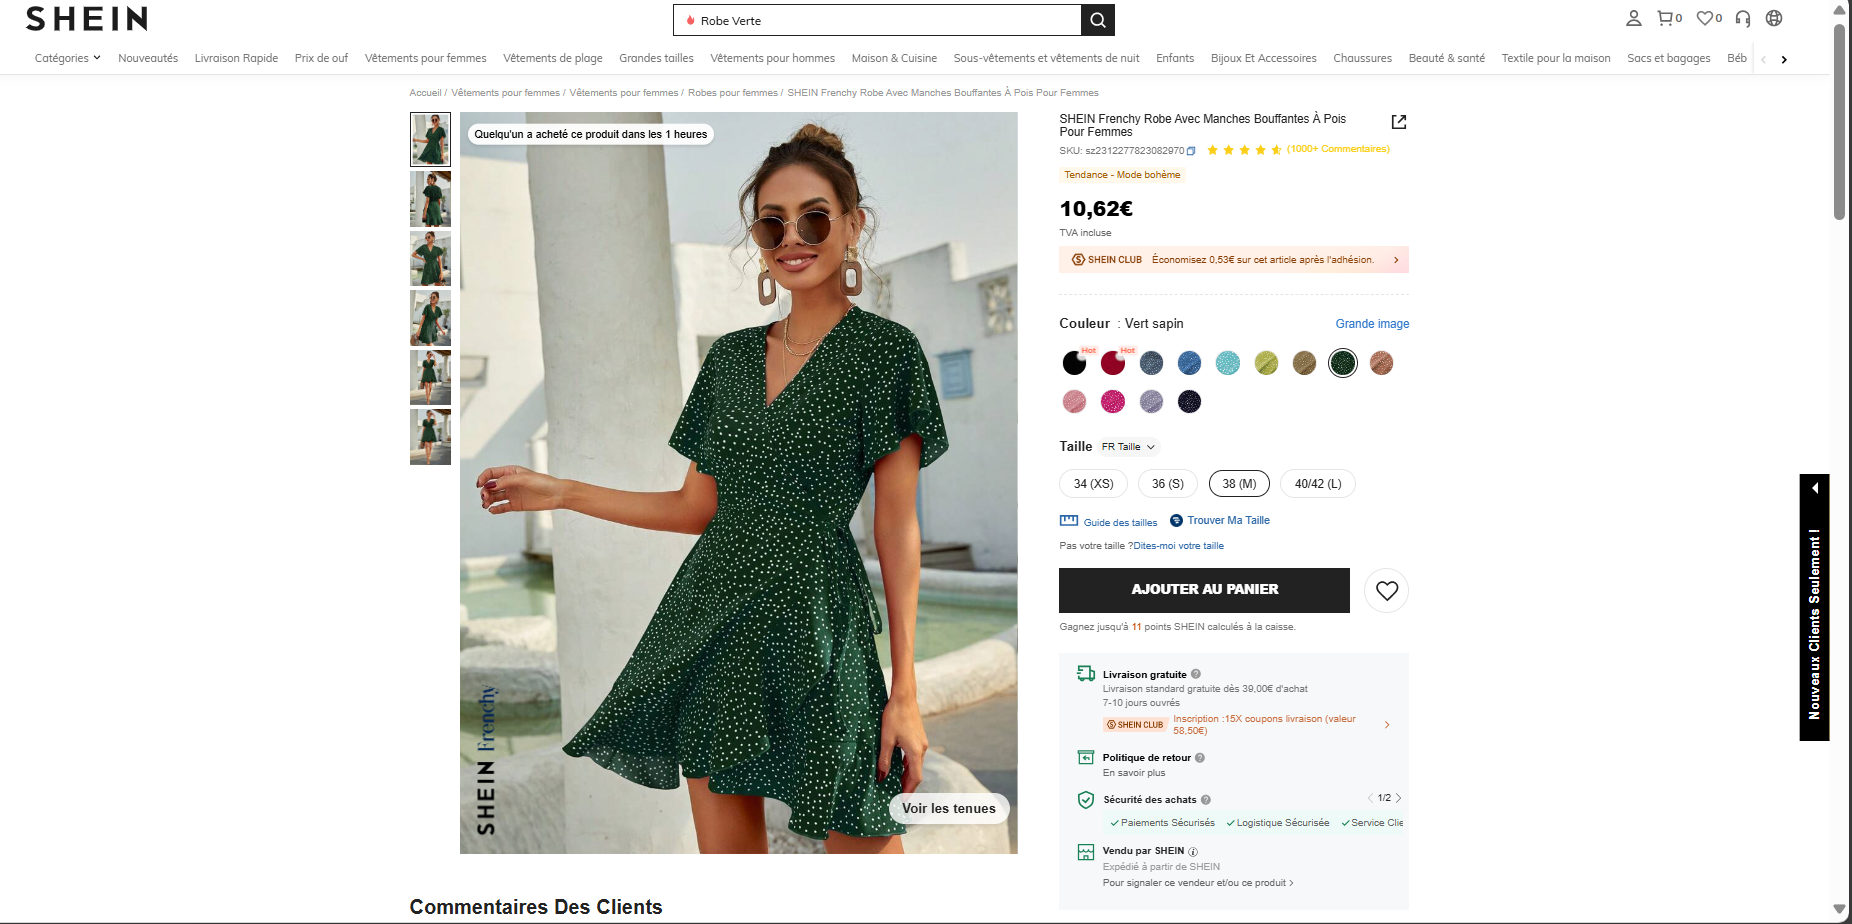 SHEIN
Robe Verte
0
0
Catégories
Nouveautés
Livraison Rapide
Prix de ouf
Vêtements pour femmes
Vêtements de plage
Grandes tailles
Vêtements pour hommes
Maison & Cuisine
Sous-vêtements et vêtements de nuit
Enfants
Bijoux Et Accessoires
Chaussures
Beauté & santé
Textile pour la maison
Sacs et bagages
Béb
Accueil / Vêtements pour femmes / Vêtements pour femmes / Robes pour femmes / SHEIN Frenchy Robe Avec Manches Bouffantes À Pois Pour Femmes
Quelqu'un a acheté ce produit dans les 1 heures
SHEIN Frenchy
Voir les tenues
SHEIN Frenchy Robe Avec Manches Bouffantes À Pois
Pour Femmes
SKU: sz2312277823082970
(1000+ Commentaires)
Tendance - Mode bohème
10,62€
TVA incluse
SHEIN CLUB Économisez 0,53€ sur cet article après l'adhésion.
Couleur : Vert sapin
Grande image
Hot
Hot
Taille
FR Taille
34 (XS)
36 (S)
38 (M)
40/42 (L)
Guide des tailles
Trouver Ma Taille
Pas votre taille ?Dites-moi votre taille
AJOUTER AU PANIER
Gagnez jusqu'à 11 points SHEIN calculés à la caisse.
Livraison gratuite
Livraison standard gratuite dès 39,00€ d'achat
7-10 jours ouvrés
SHEIN CLUB
Inscription :15X coupons livraison (valeur
58,50€)
Politique de retour
En savoir plus
Sécurité des achats
1/2
Paiements Sécurisés
Logistique Sécurisée
Service Clie
Vendu par SHEIN
Expédié à partir de SHEIN
Pour signaler ce vendeur et/ou ce produit >
Nouveaux Clients Seulement !
Commentaires Des Clients